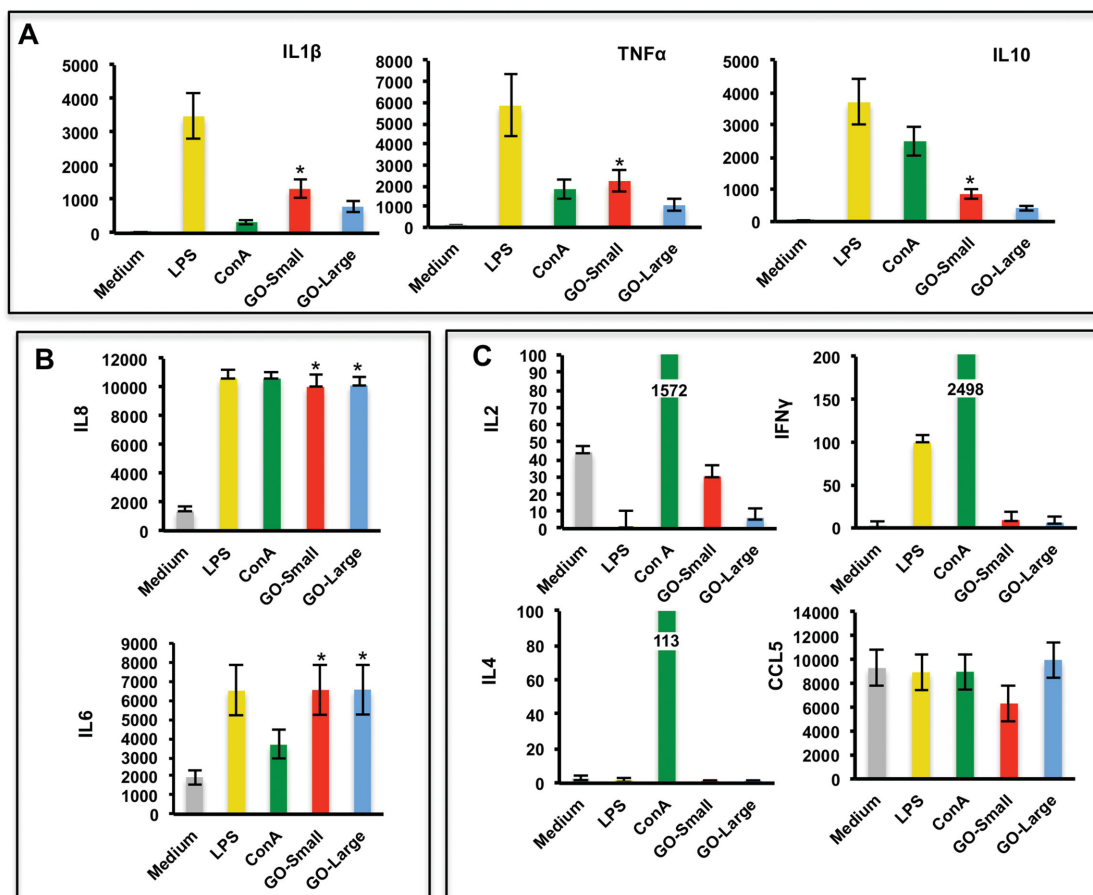 A
IL1β
5000
4000
3000
2000
1000
0
*
Medium
LPS
ConA
GO-Small
GO-Large
TNFα
8000
7000
6000
5000
4000
3000
2000
1000
0
*
Medium
LPS
ConA
GO-Small
GO-Large
IL10
5000
4000
3000
2000
1000
0
*
Medium
LPS
ConA
GO-Small
GO-Large
B
IL8
12000
10000
8000
6000
4000
2000
0
* *
Medium
LPS
ConA
GO-Small
GO-Large
IL6
9000
8000
7000
6000
5000
4000
3000
2000
1000
0
* *
Medium
LPS
ConA
GO-Small
GO-Large
C
IL2
100
90
80
70
60
50
40
30
20
10
0
1572
Medium
LPS
Con A
GO-Small
GO-Large
IFNγ
200
150
100
50
0
2498
Medium
LPS
ConA
GO-Small
GO-Large
IL4
100
80
60
40
20
0
113
Medium
LPS
ConA
GO-Small
GO-Large
CCL5
14000
12000
10000
8000
6000
4000
2000
0
Medium
LPS
ConA
GO-Small
GO-Large